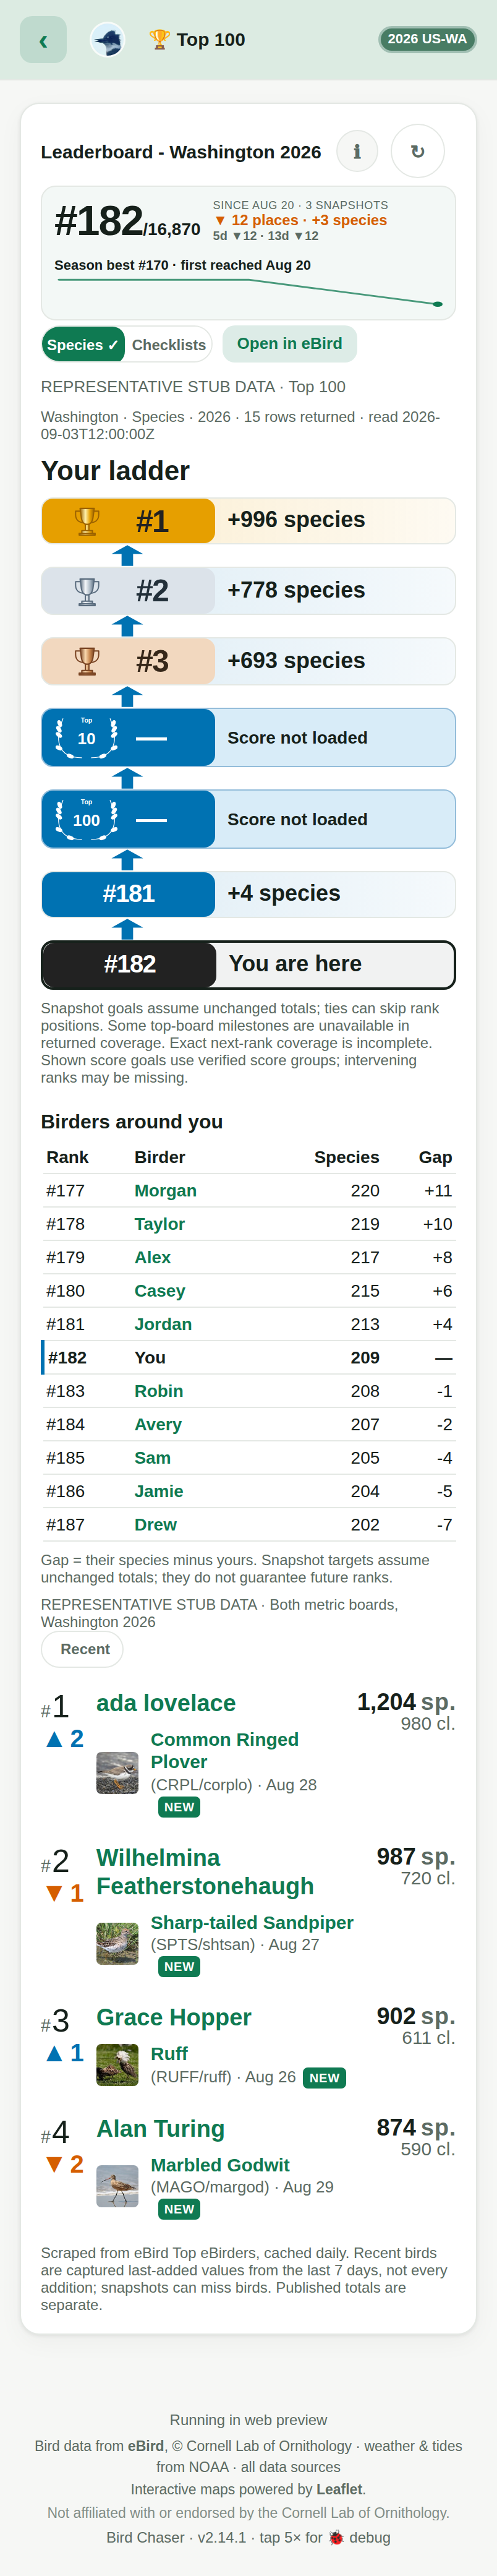 ‹ 🏆 Top 100 2026 US-WA
Leaderboard - Washington 2026 ℹ ↻
#182/16,870
SINCE AUG 20 · 3 SNAPSHOTS
▼ 12 places · +3 species
5d ▼12 · 13d ▼12
Season best #170 · first reached Aug 20
Species ✓ Checklists Open in eBird
REPRESENTATIVE STUB DATA · Top 100
Washington · Species · 2026 · 15 rows returned · read 2026-
09-03T12:00:00Z
Your ladder
#1 +996 species
#2 +778 species
#3 +693 species
Top
10 — Score not loaded
Top
100 — Score not loaded
#181 +4 species
#182 You are here
Snapshot goals assume unchanged totals; ties can skip rank
positions. Some top-board milestones are unavailable in
returned coverage. Exact next-rank coverage is incomplete.
Shown score goals use verified score groups; intervening
ranks may be missing.
Birders around you
Rank Birder Species Gap
#177 Morgan 220 +11
#178 Taylor 219 +10
#179 Alex 217 +8
#180 Casey 215 +6
#181 Jordan 213 +4
#182 You 209 —
#183 Robin 208 -1
#184 Avery 207 -2
#185 Sam 205 -4
#186 Jamie 204 -5
#187 Drew 202 -7
Gap = their species minus yours. Snapshot targets assume
unchanged totals; they do not guarantee future ranks.
REPRESENTATIVE STUB DATA · Both metric boards,
Washington 2026
Recent
#1 ada lovelace 1,204 sp.
▲2 980 cl.
Common Ringed
Plover
(CRPL/corplo) · Aug 28
NEW
#2 Wilhelmina 987 sp.
▼1 Featherstonehaugh 720 cl.
Sharp-tailed Sandpiper
(SPTS/shtsan) · Aug 27
NEW
#3 Grace Hopper 902 sp.
▲1 611 cl.
Ruff
(RUFF/ruff) · Aug 26 NEW
#4 Alan Turing 874 sp.
▼2 590 cl.
Marbled Godwit
(MAGO/margod) · Aug 29
NEW
Scraped from eBird Top eBirders, cached daily. Recent birds
are captured last-added values from the last 7 days, not every
addition; snapshots can miss birds. Published totals are
separate.
Running in web preview
Bird data from eBird, © Cornell Lab of Ornithology · weather & tides
from NOAA · all data sources
Interactive maps powered by Leaflet.
Not affiliated with or endorsed by the Cornell Lab of Ornithology.
Bird Chaser · v2.14.1 · tap 5× for 🐞 debug